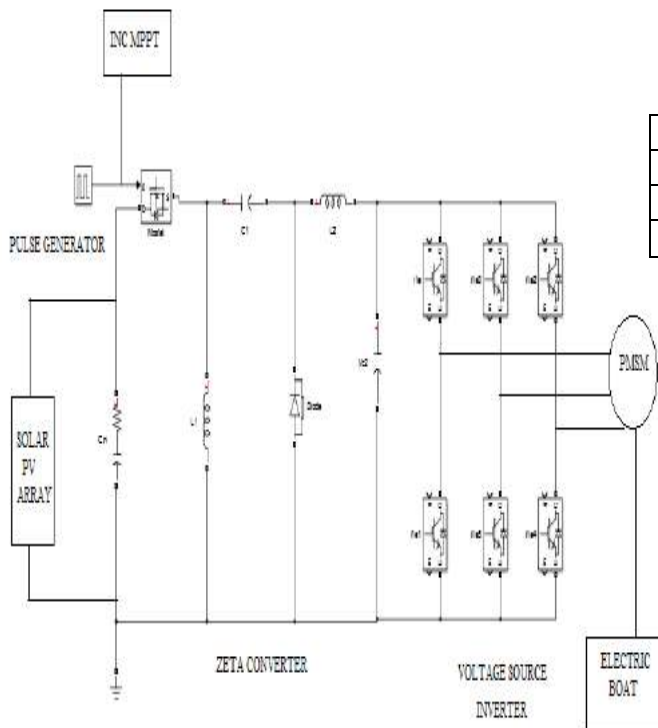 INC MPPT
Mosfet
C1
L2
PULSE GENERATOR
L1
Diode
SOLAR
PV
ARRAY
PMSM
ZETA CONVERTER
VOLTAGE SOURCE
INVERTER
ELECTRIC
BOAT